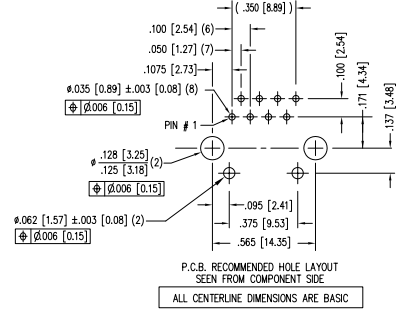 ( .350 [8.89] )
.100 [2.54] (6)
.050 [1.27] (7)
.1075 [2.73]
ø.035 [0.89] ±.003 [0.08] (8)
⌖ Ø.006 [0.15]
PIN # 1
.100 [2.54]
.171 [4.34]
.137 [3.48]
ø .128 [3.25]
.125 [3.18] (2)
⌖ Ø.006 [0.15]
ø.062 [1.57] ±.003 [0.08] (2)
⌖ Ø.006 [0.15]
.095 [2.41]
.375 [9.53]
.565 [14.35]
P.C.B. RECOMMENDED HOLE LAYOUT
SEEN FROM COMPONENT SIDE
ALL CENTERLINE DIMENSIONS ARE BASIC